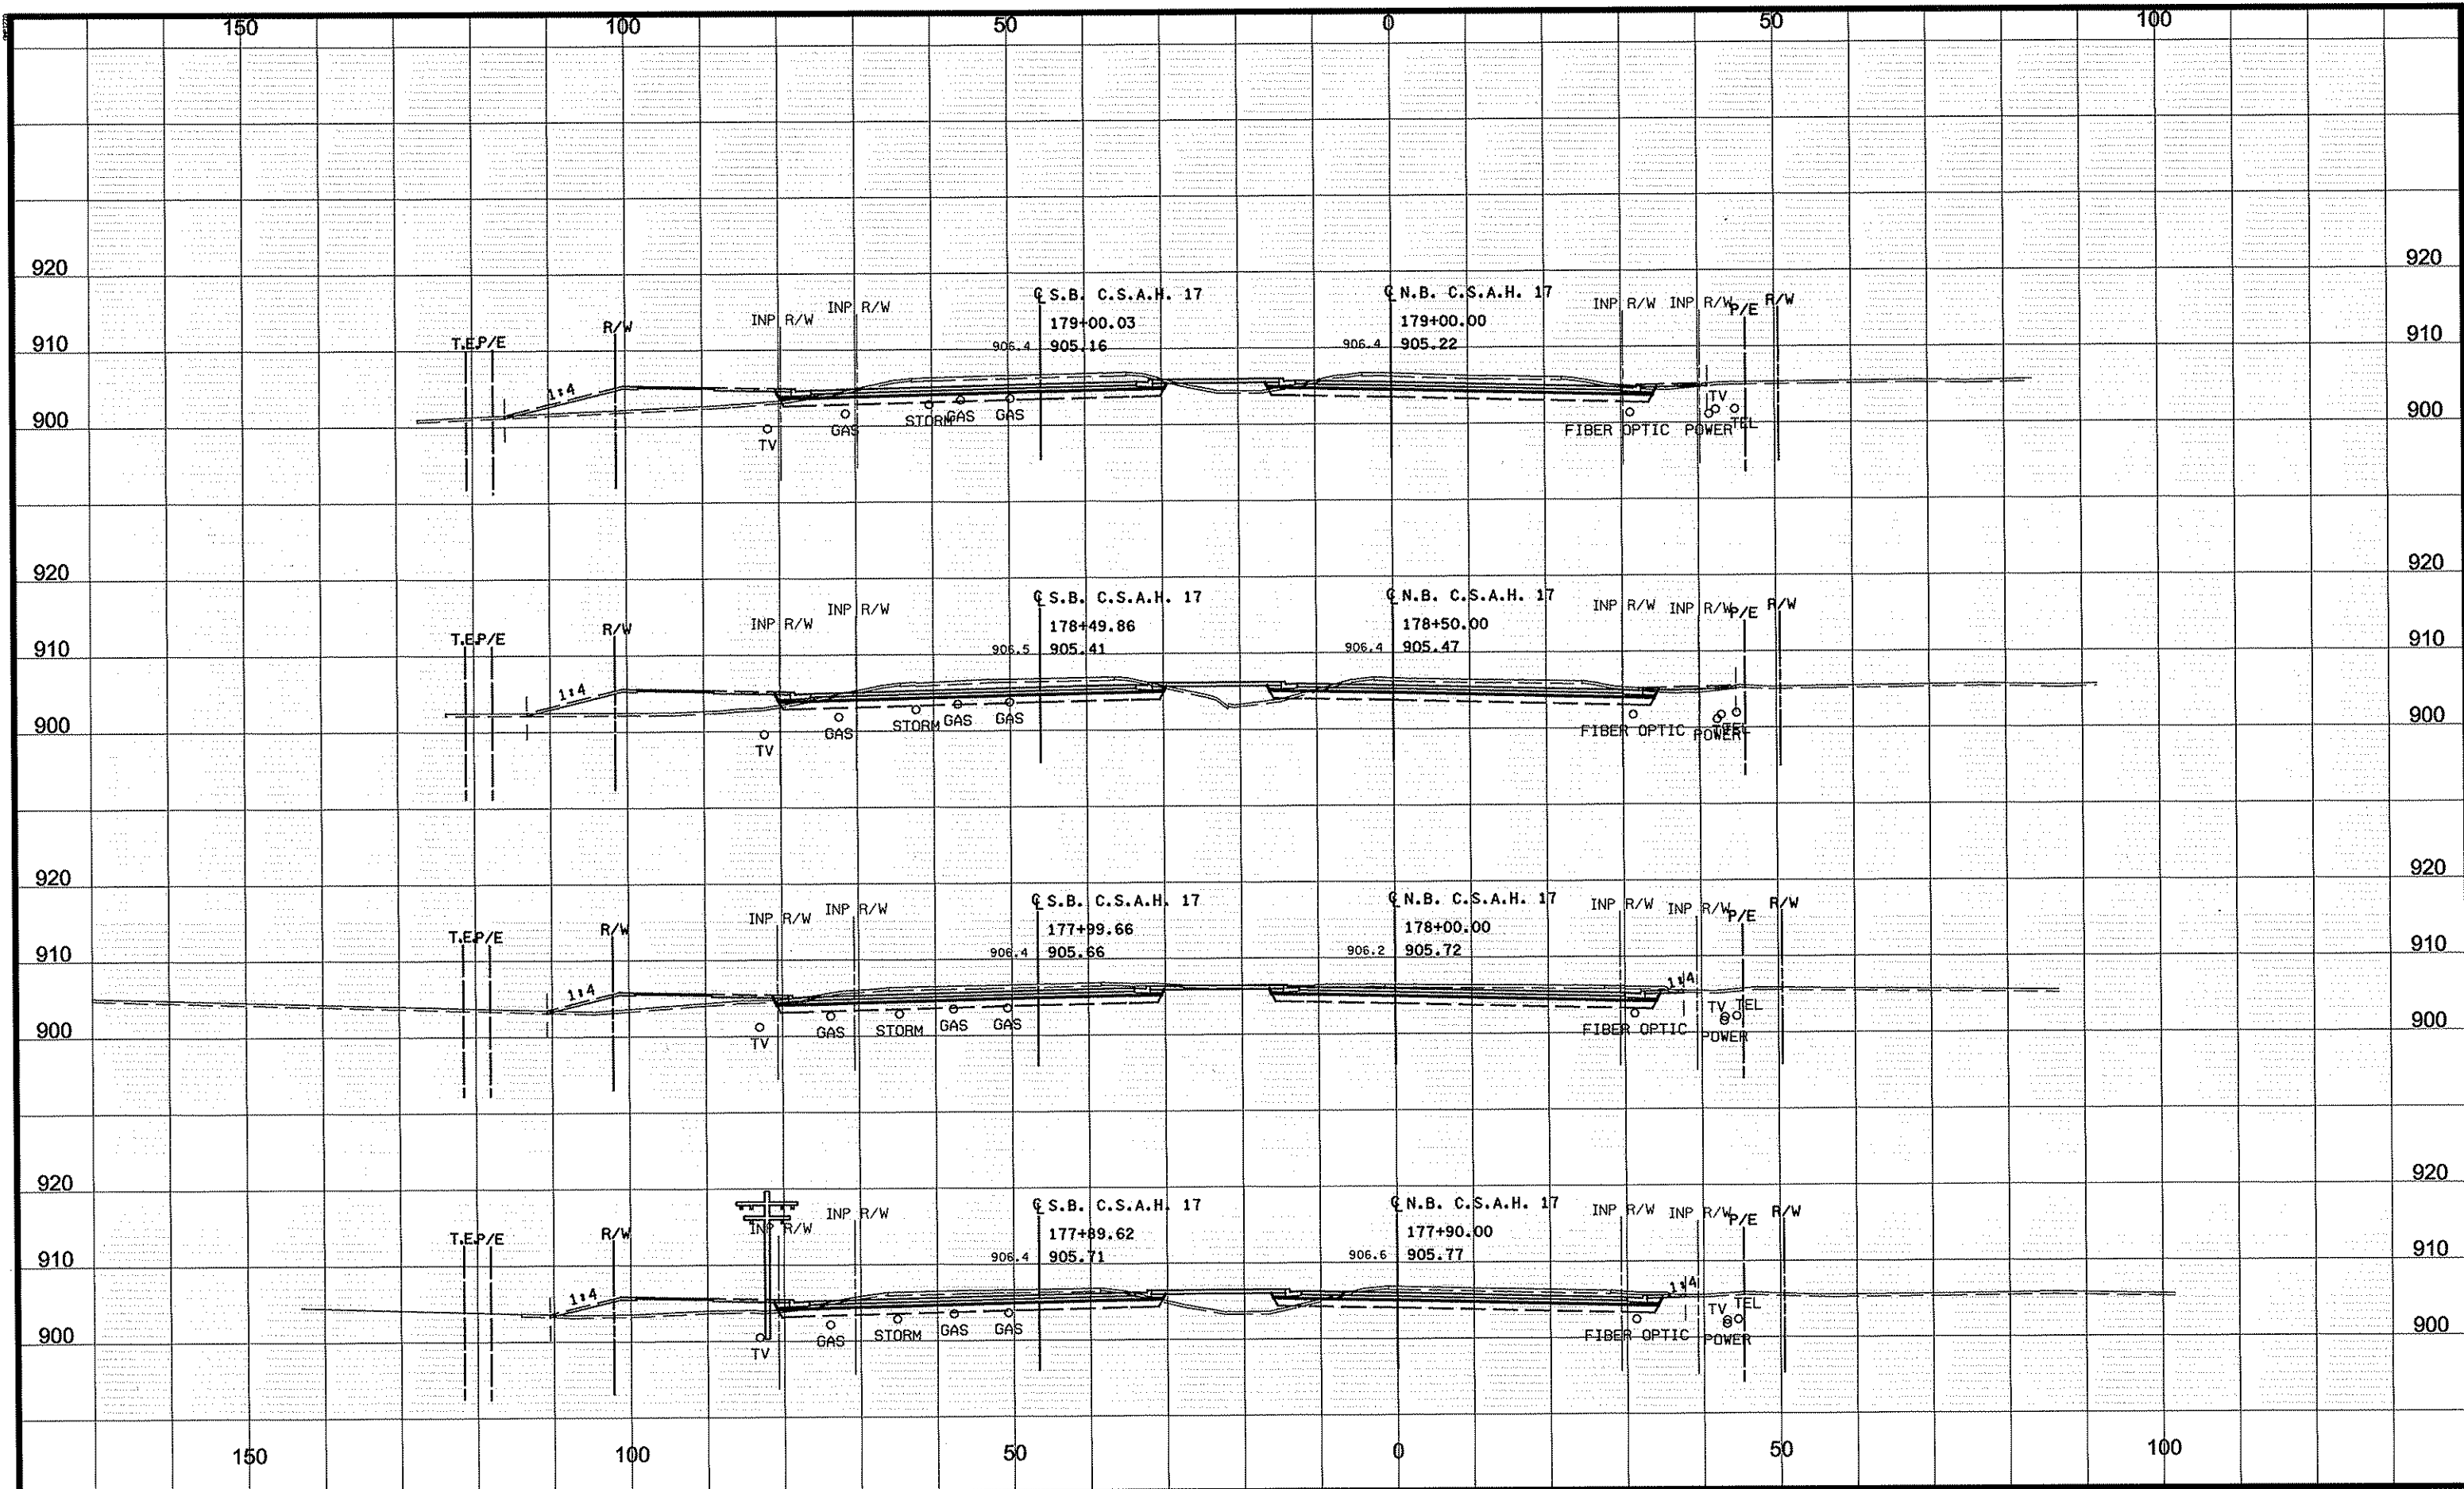 150 100 50 0 50 100
920 920
℄ S.B. C.S.A.H. 17 ℄ N.B. C.S.A.H. 17
INP R/W INP R/W INP R/W INP R/W P/E R/W
179+00.03 179+00.00
T.E. P/E R/W
910 906.4 905.16 906.4 905.22 910
1:4
TV
900 TV GAS STORM GAS GAS FIBER OPTIC POWER TEL 900
920 920
℄ S.B. C.S.A.H. 17 ℄ N.B. C.S.A.H. 17
INP R/W INP R/W INP R/W INP R/W P/E R/W
178+49.86 178+50.00
T.E. P/E R/W
910 906.5 905.41 906.4 905.47 910
1:4
900 TV GAS STORM GAS GAS FIBER OPTIC POWER TEL 900
920 920
℄ S.B. C.S.A.H. 17 ℄ N.B. C.S.A.H. 17
INP R/W INP R/W INP R/W INP R/W P/E R/W
177+99.66 178+00.00
T.E. P/E R/W
910 906.4 905.66 906.2 905.72 910
1:4 1:4
TV TEL
900 TV GAS STORM GAS GAS FIBER OPTIC POWER 900
920 920
℄ S.B. C.S.A.H. 17 ℄ N.B. C.S.A.H. 17
INP R/W INP R/W INP R/W INP R/W P/E R/W
177+89.62 177+90.00
T.E. P/E R/W
910 906.4 905.71 906.6 905.77 910
1:4 1:4
TV TEL
900 TV GAS STORM GAS GAS FIBER OPTIC POWER 900
150 100 50 0 50 100